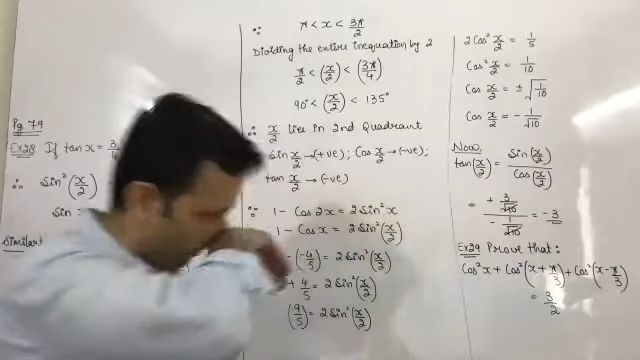 Pg 79
Ex28 If tan x = 3/4
∴ Sin²(x/2)
Sin
Similarl
∵ π < x < 3π/2
Dividing the entire inequation by 2
π/2 < (x/2) < (3π/4)
90° < (x/2) < 135°
∴ x/2 lies in 2nd Quadrant
Sin x/2 → (+ve); Cos x/2 → (-ve);
tan x/2 → (-ve)
∵ 1 - Cos 2x = 2 Sin² x
1 - Cos x = 2 Sin² (x/2)
- (-4/5) = 2 Sin² (x/2)
+ 4/5 = 2 Sin² (x/2)
(9/5) = 2 Sin² (x/2)
2 Cos² x/2 = 1/5
Cos² x/2 = 1/10
Cos x/2 = ± √1/10
Cos x/2 = - 1/√10
Now,
tan(x/2) = Sin(x/2)/Cos(x/2)
= + 3/√10 / - 1/√10 = -3
Ex29 Prove that:
Cos² x + Cos² (x + π/3) + Cos² (x - π/3)
= 3/2